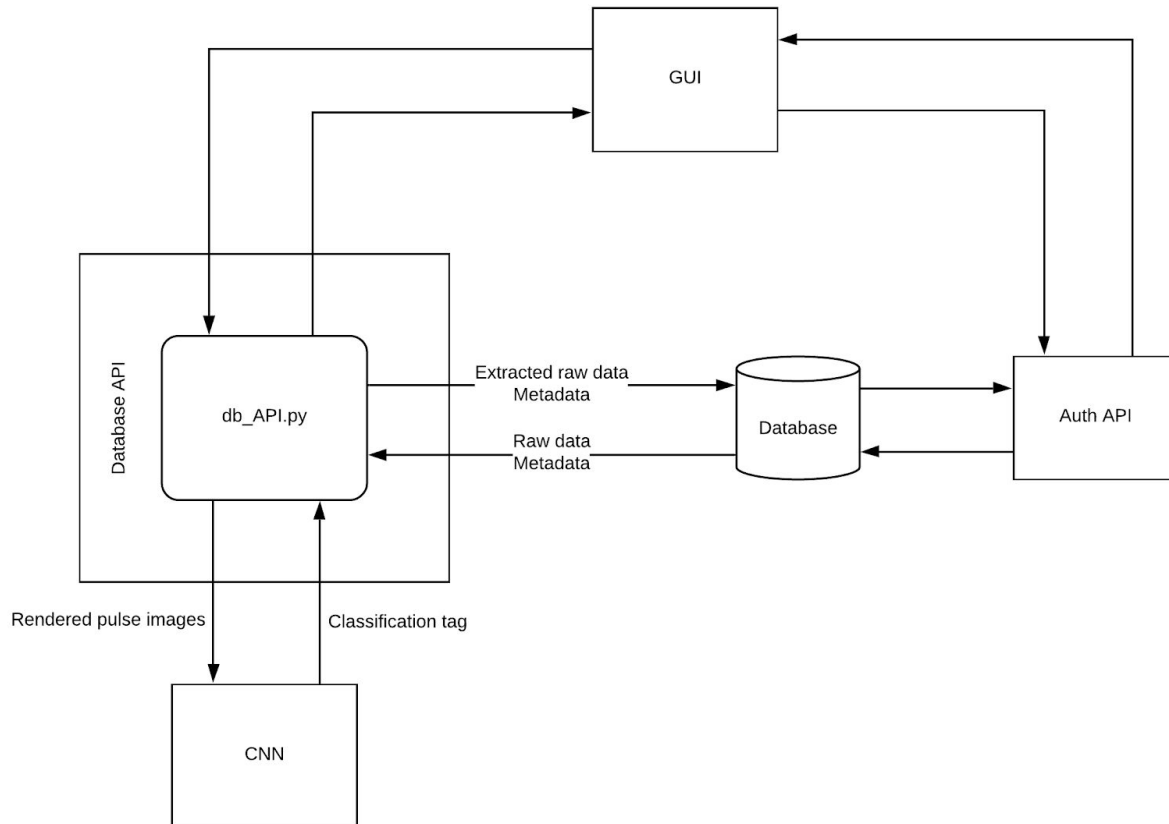 GUI
Database API
db_API.py
Extracted raw data
Metadata
Raw data
Metadata
Database
Auth API
Rendered pulse images
Classification tag
CNN